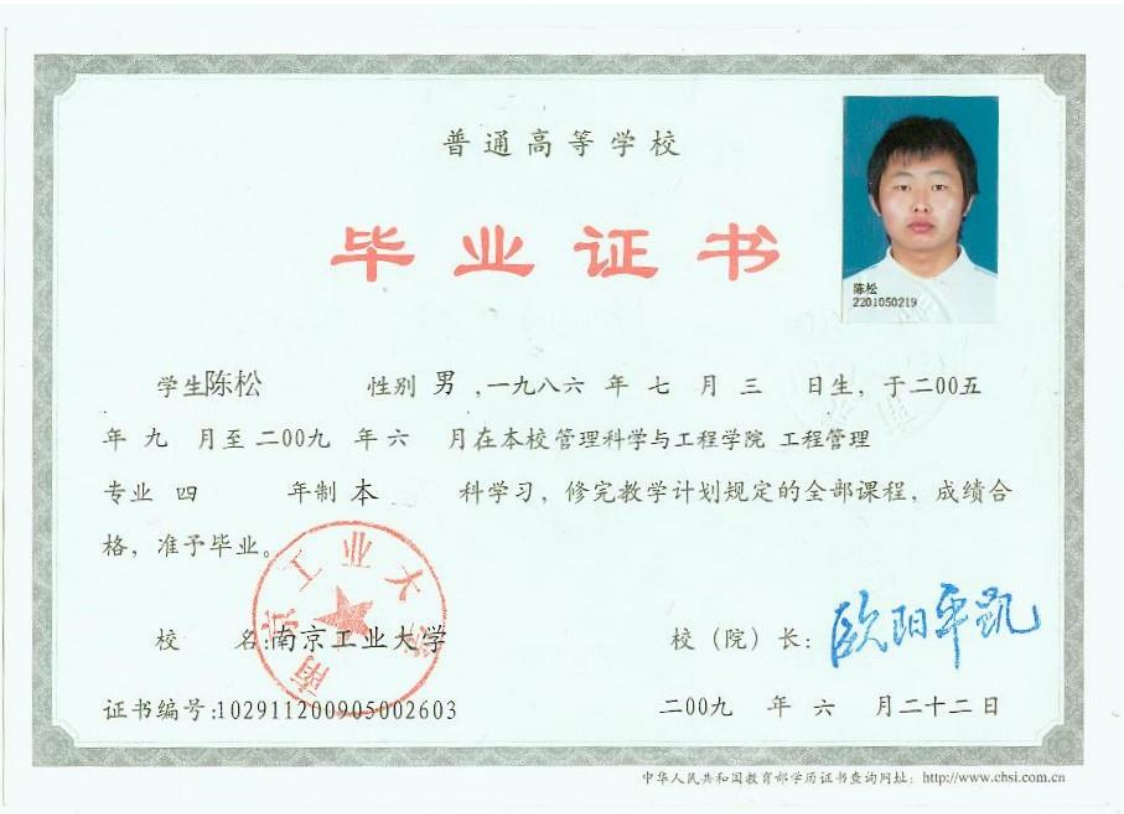 普通高等学校
毕业证书
陈松
2201050219
学生陈松 性别 男 ,一九八六 年 七 月 三 日生，于二00五
年 九 月至 二00九 年 六 月在本校管理科学与工程学院 工程管理
专业 四 年制 本 科学习，修完教学计划规定的全部课程，成绩合
格，准予毕业。
南京工业大学
校 名:南京工业大学
校（院）长：欧阳平凯
证书编号:102911200905002603
二00九 年 六 月二十二日
中华人民共和国教育部学历证书查询网址：http://www.chsi.com.cn